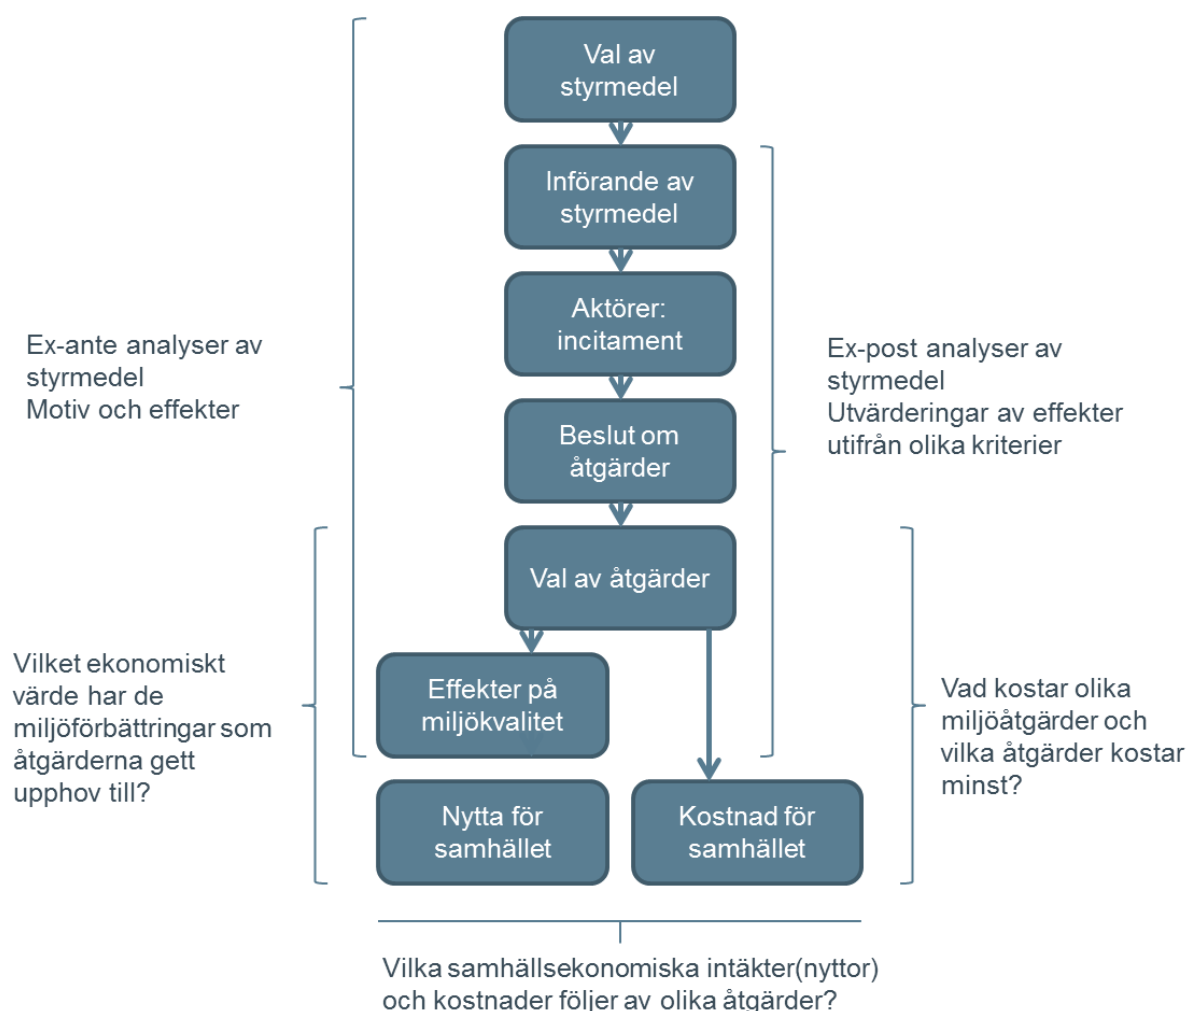 Val av
styrmedel
Införande av
styrmedel
Aktörer:
incitament
Ex-ante analyser av
styrmedel
Motiv och effekter
Ex-post analyser av
styrmedel
Utvärderingar av effekter
utifrån olika kriterier
Beslut om
åtgärder
Val av åtgärder
Vilket ekonomiskt
värde har de
miljöförbättringar som
åtgärderna gett
upphov till?
Effekter på
miljökvalitet
Vad kostar olika
miljöåtgärder och
vilka åtgärder kostar
minst?
Nytta för
samhället
Kostnad för
samhället
Vilka samhällsekonomiska intäkter(nyttor)
och kostnader följer av olika åtgärder?